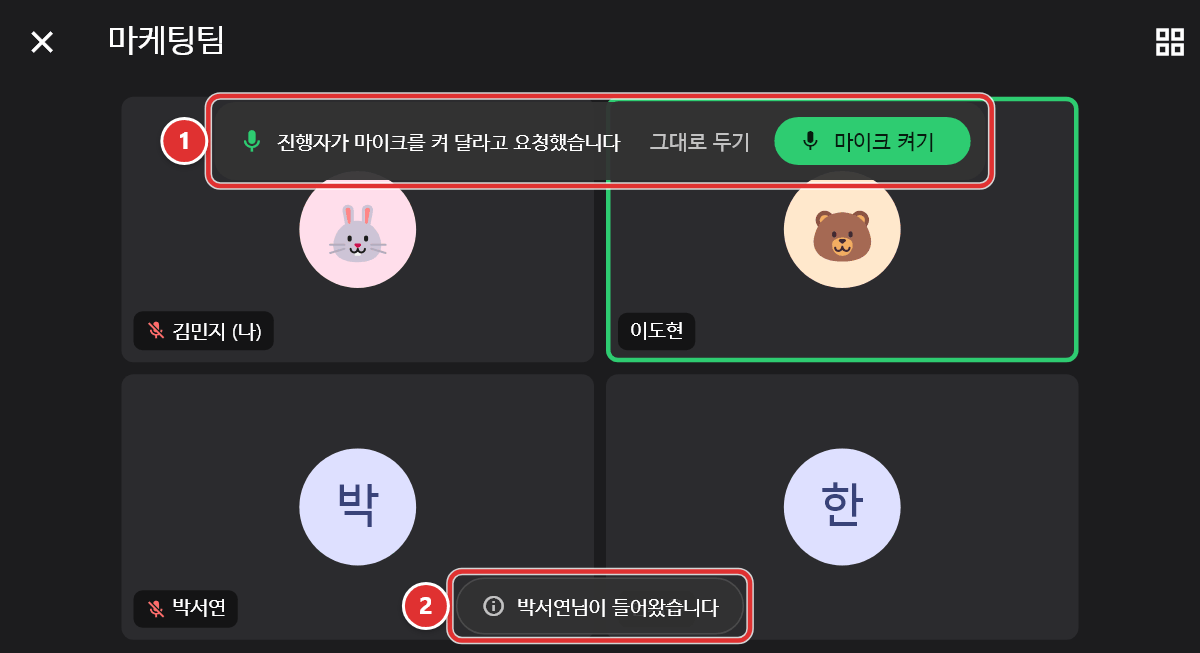 마케팅팀
1
진행자가 마이크를 켜 달라고 요청했습니다 그대로 두기 마이크 켜기
김민지 (나)
이도현
박
한
박서연
2
박서연님이 들어왔습니다